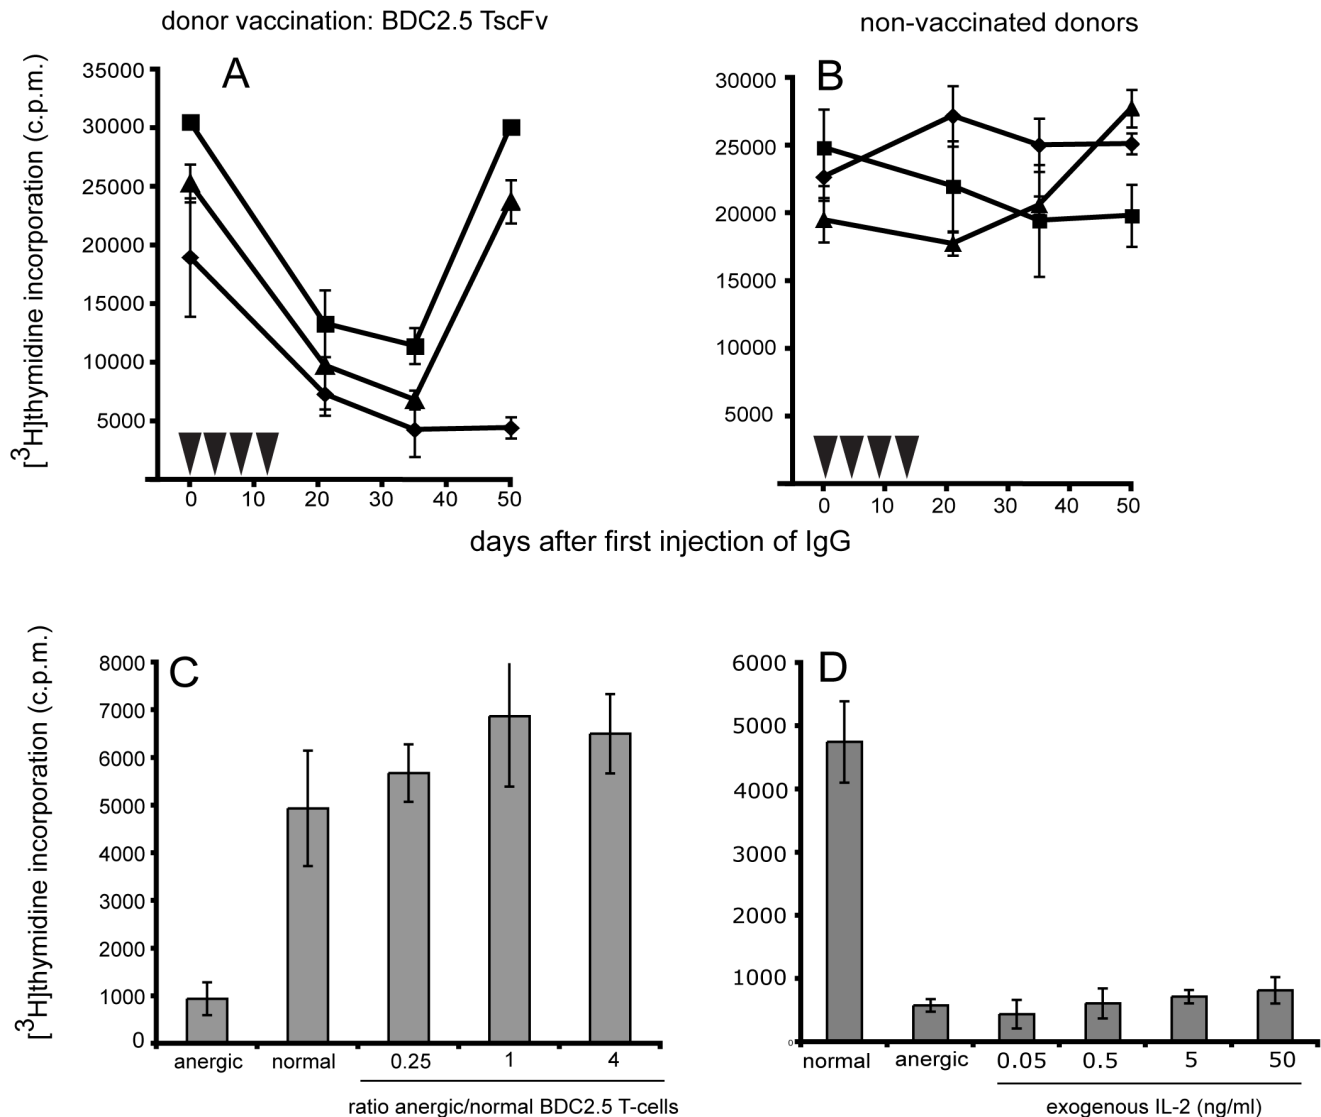 donor vaccination: BDC2.5 TscFv
non-vaccinated donors
A
B
[3H]thymidine incorporation (c.p.m.)
35000
30000
25000
20000
15000
10000
5000
0 10 20 30 40 50
30000
25000
20000
15000
10000
5000
0 10 20 30 40 50
days after first injection of IgG
C
D
[3H]thymidine incorporation (c.p.m.)
8000
7000
6000
5000
4000
3000
2000
1000
0
anergic normal 0.25 1 4
ratio anergic/normal BDC2.5 T-cells
6000
5000
4000
3000
2000
1000
0
normal anergic 0.05 0.5 5 50
exogenous IL-2 (ng/ml)